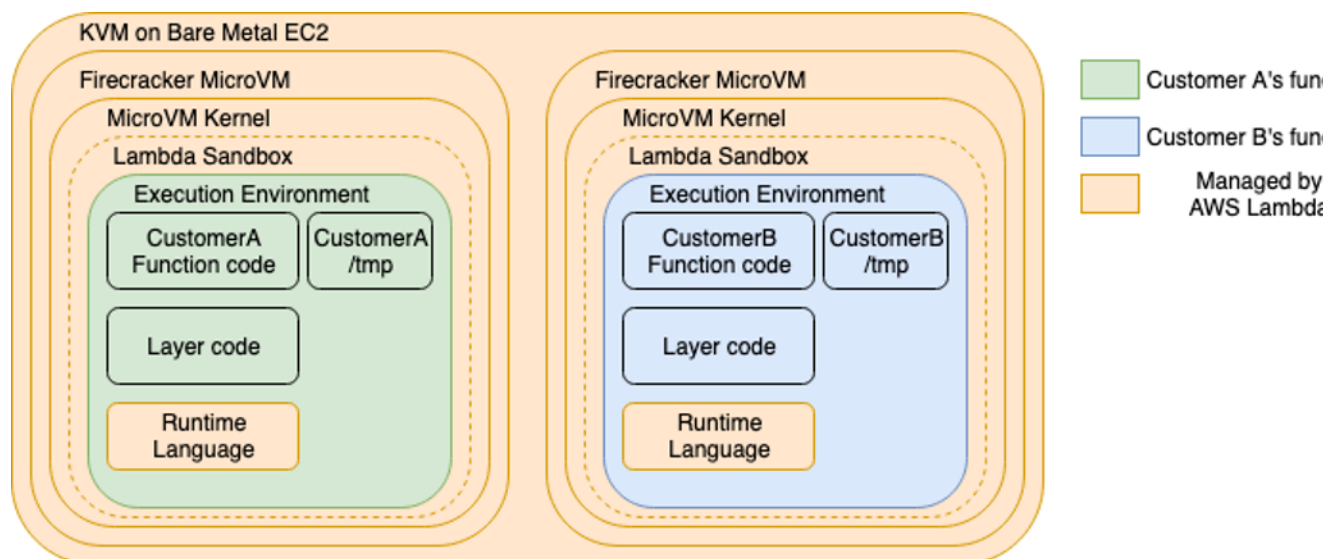 KVM on Bare Metal EC2
Firecracker MicroVM
MicroVM Kernel
Lambda Sandbox
Execution Environment
CustomerA
Function code
CustomerA
/tmp
Layer code
Runtime
Language
Firecracker MicroVM
MicroVM Kernel
Lambda Sandbox
Execution Environment
CustomerB
Function code
CustomerB
/tmp
Layer code
Runtime
Language
Customer A's
Customer B's
Managed by
AWS Lambda